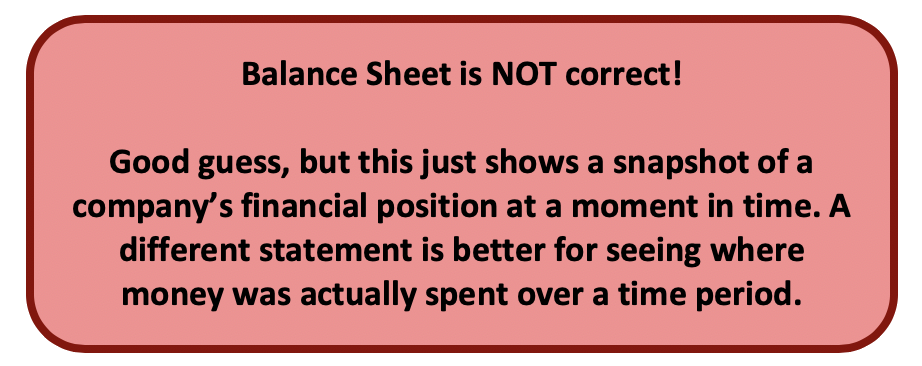 Balance Sheet is NOT correct!
Good guess, but this just shows a snapshot of a
company’s financial position at a moment in time. A
different statement is better for seeing where
money was actually spent over a time period.